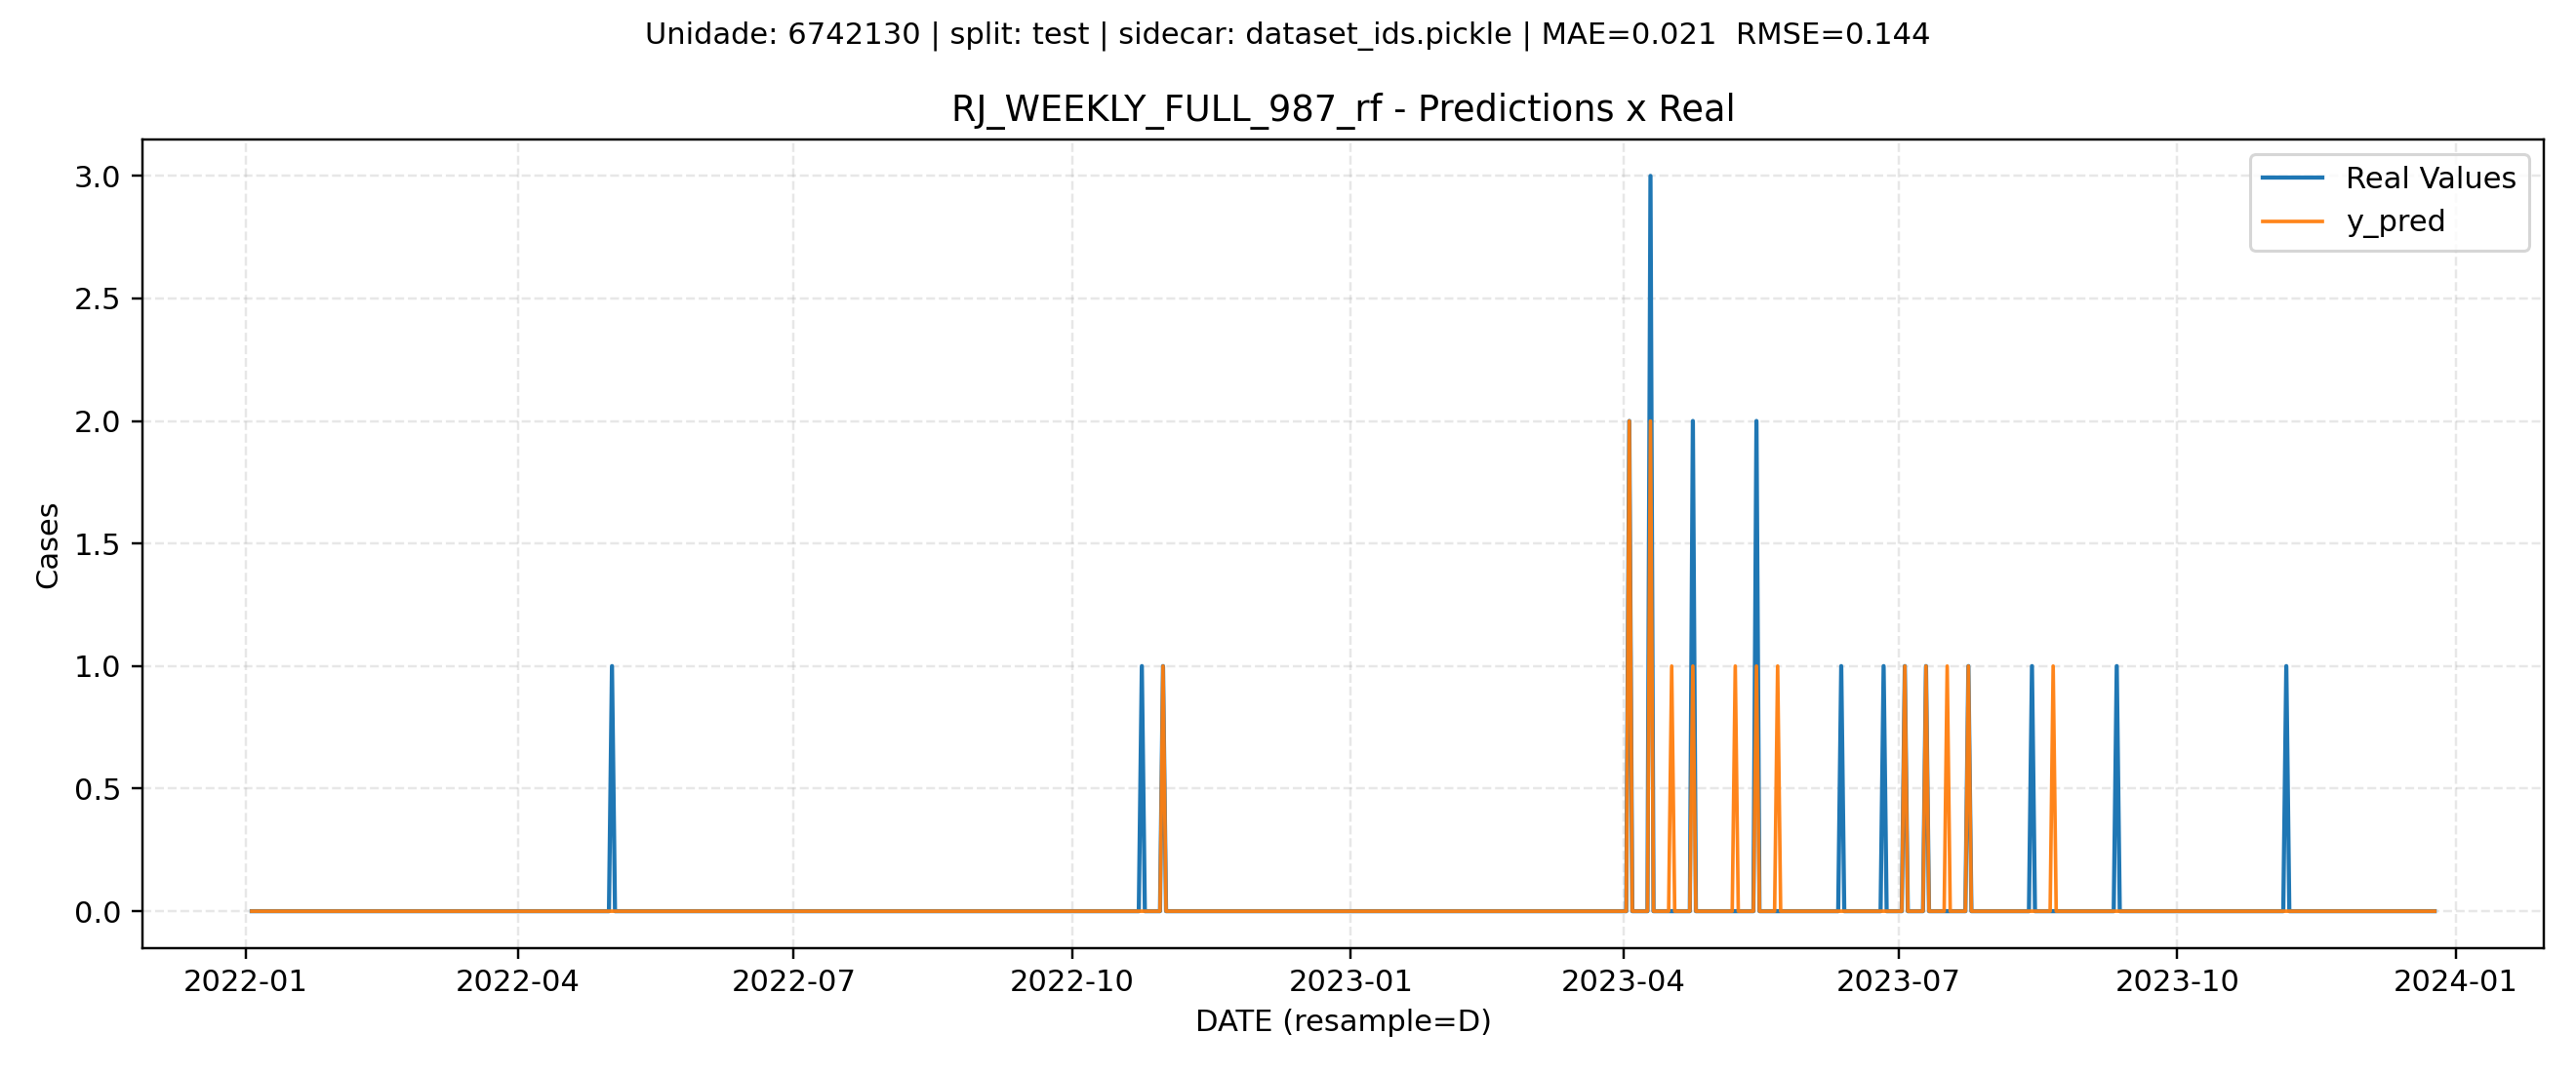 Unidade: 6742130 | split: test | sidecar: dataset_ids.pickle | MAE=0.021  RMSE=0.144
RJ_WEEKLY_FULL_987_rf - Predictions x Real
Real Values
y_pred
3.0
2.5
2.0
1.5
1.0
0.5
0.0
Cases
2022-01
2022-04
2022-07
2022-10
2023-01
2023-04
2023-07
2023-10
2024-01
DATE (resample=D)